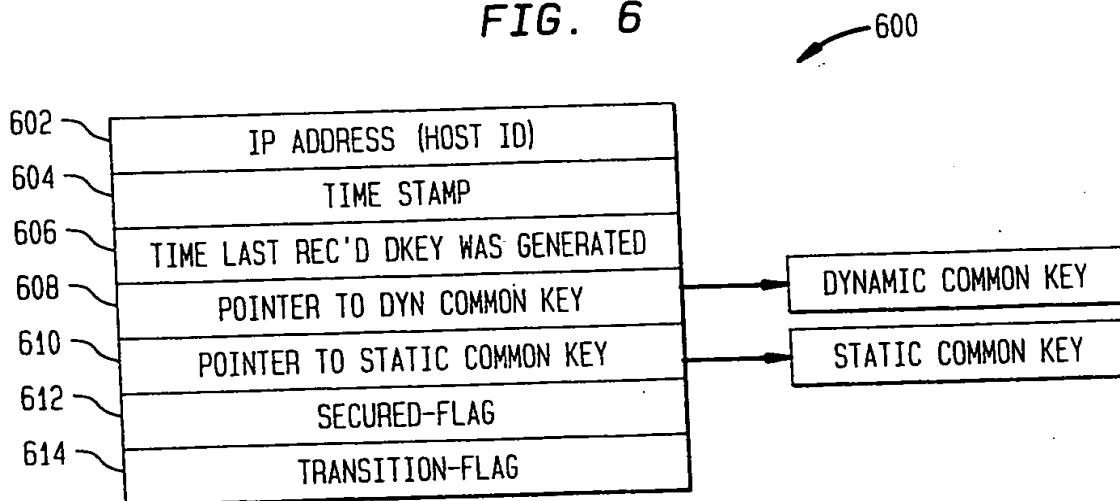 FIG. 6
600
602 IP ADDRESS (HOST ID)
604 TIME STAMP
606 TIME LAST REC'D DKEY WAS GENERATED
608 POINTER TO DYN COMMON KEY
DYNAMIC COMMON KEY
610 POINTER TO STATIC COMMON KEY
STATIC COMMON KEY
612 SECURED-FLAG
614 TRANSITION-FLAG